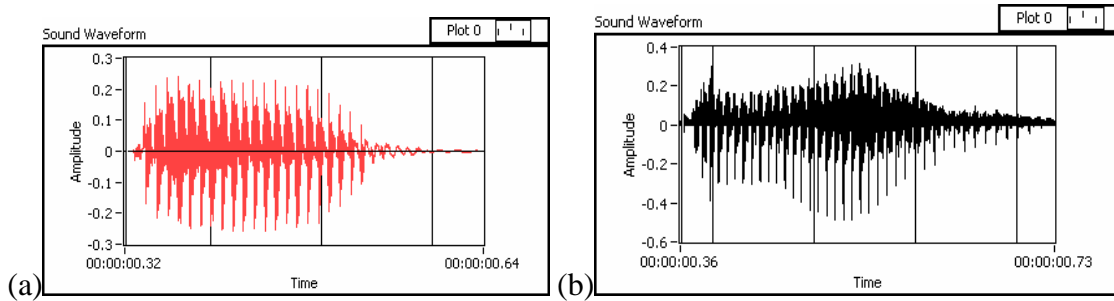 Sound Waveform
Plot 0
0.3
0.2
0.1
0
-0.1
-0.2
-0.3
Amplitude
00:00:00.32
00:00:00.64
Time
(a)
Sound Waveform
Plot 0
0.4
0.2
0
-0.2
-0.4
-0.6
Amplitude
00:00:00.36
00:00:00.73
Time
(b)